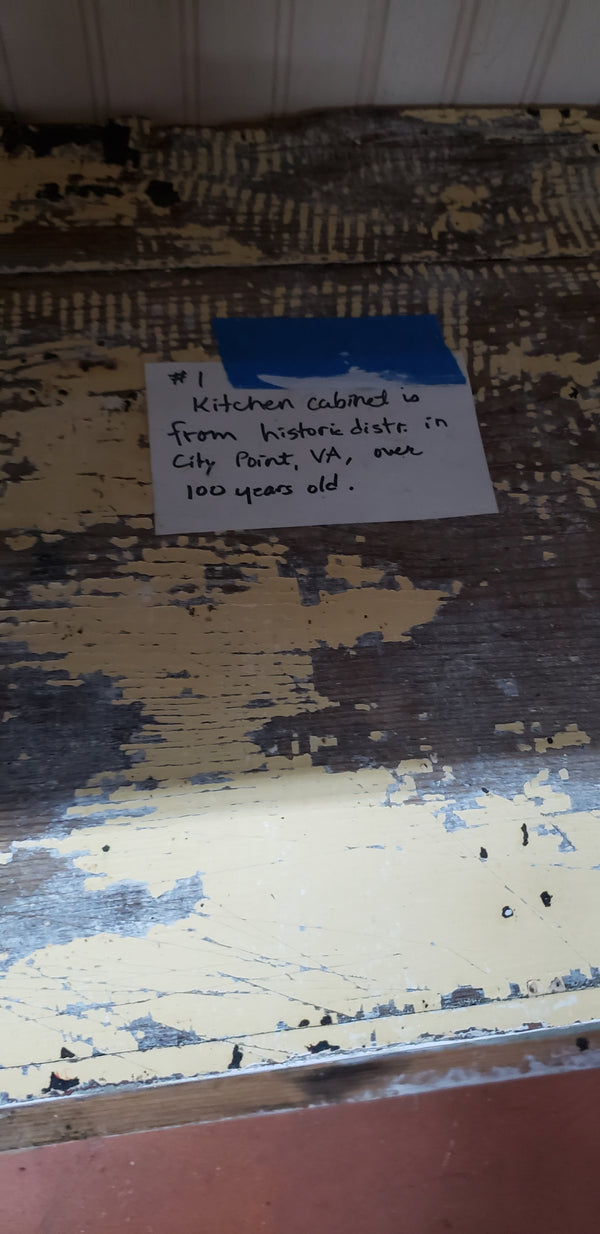 #1
Kitchen cabinet is
from historic distr. in
City Point, VA, over
100 years old.